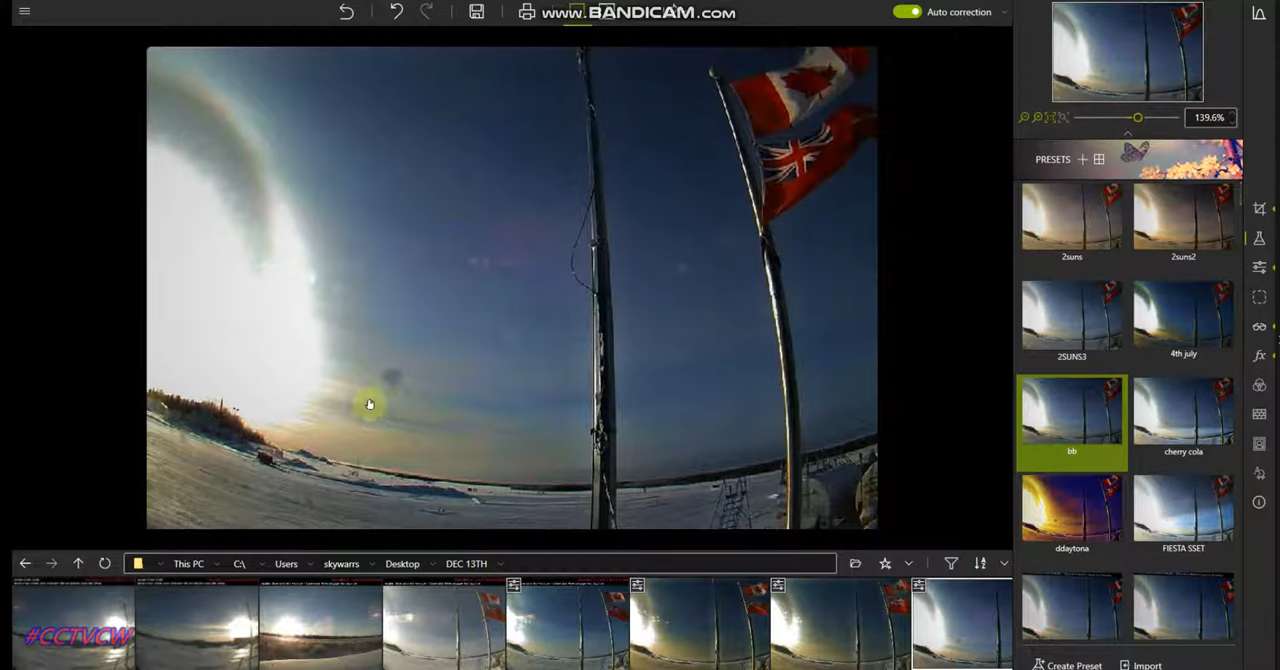 www.BANDICAM.com
Auto correction
139.6%
PRESETS
2suns
2suns2
2SUNS3
4th july
bb
cherry cola
ddaytona
FIESTA SSET
This PC
C:\
Users
skywarrs
Desktop
DEC 13TH
#CCTVCW
Create Preset
Import